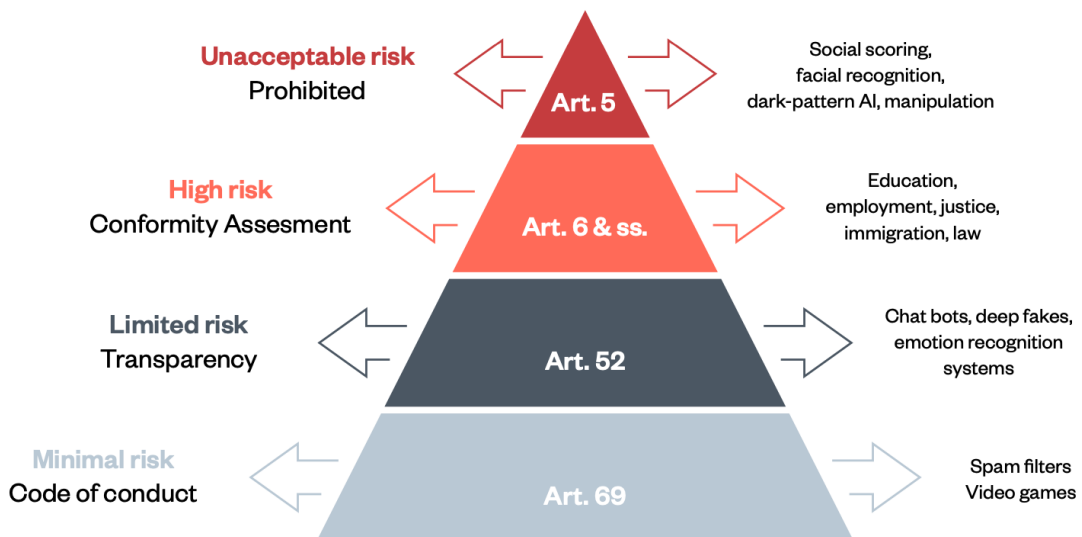 Unacceptable risk
Prohibited
Art. 5
Social scoring,
facial recognition,
dark-pattern AI, manipulation
High risk
Conformity Assesment
Art. 6 & ss.
Education,
employment, justice,
immigration, law
Limited risk
Transparency
Art. 52
Chat bots, deep fakes,
emotion recognition
systems
Minimal risk
Code of conduct
Art. 69
Spam filters
Video games